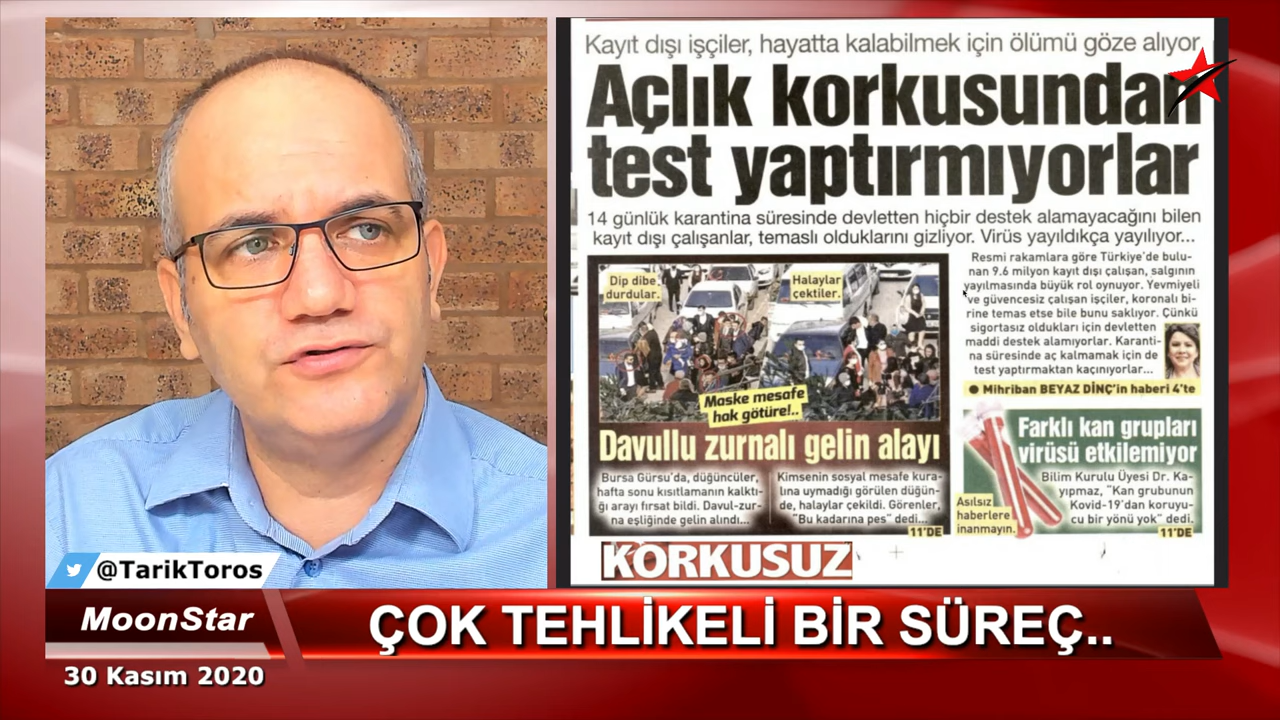 Kayıt dışı işçiler, hayatta kalabilmek için ölümü göze alıyor
Açlık korkusundan
test yaptırmıyorlar
14 günlük karantina süresinde devletten hiçbir destek alamayacağını bilen
kayıt dışı çalışanlar, temaslı olduklarını gizliyor. Virüs yayıldıkça yayılıyor...
Dip dibe
durdular.
Halaylar
çektiler.
Maske mesafe
hak götüre!..
Davullu zurnalı gelin alayı
Bursa Gürsu'da, düğüncüler,
hafta sonu kısıtlamanın kalktı-
ğı arayı fırsat bildi. Davul-zur-
na eşliğinde gelin alındı...
Kimsenin sosyal mesafe kura-
lına uymadığı görülen düğün-
de, halaylar çekildi. Görenler,
"Bu kadarına pes" dedi...
11'DE
Resmi rakamlara göre Türkiye'de bulu-
nan 9.6 milyon kayıt dışı çalışan, salgının
yayılmasında büyük rol oynuyor. Yevmiyeli
ve güvencesiz çalışan işçiler, koronalı bi-
rine temas etse bile bunu saklıyor. Çünkü
sigortasız oldukları için devletten
maddi destek alamıyorlar. Karanti-
na süresinde aç kalmamak için de
test yaptırmaktan kaçınıyorlar...
● Mihriban BEYAZ DİNÇ'in haberi 4'te
Farklı kan grupları
virüsü etkilemiyor
Asılsız
haberlere
inanmayın.
Bilim Kurulu Üyesi Dr. Ka-
yıpmaz, "Kan grubunun
Kovid-19'dan koruyu-
cu bir yönü yok" dedi.
11'DE
KORKUSUZ
@TarikToros
MoonStar
ÇOK TEHLİKELİ BİR SÜREÇ..
30 Kasım 2020